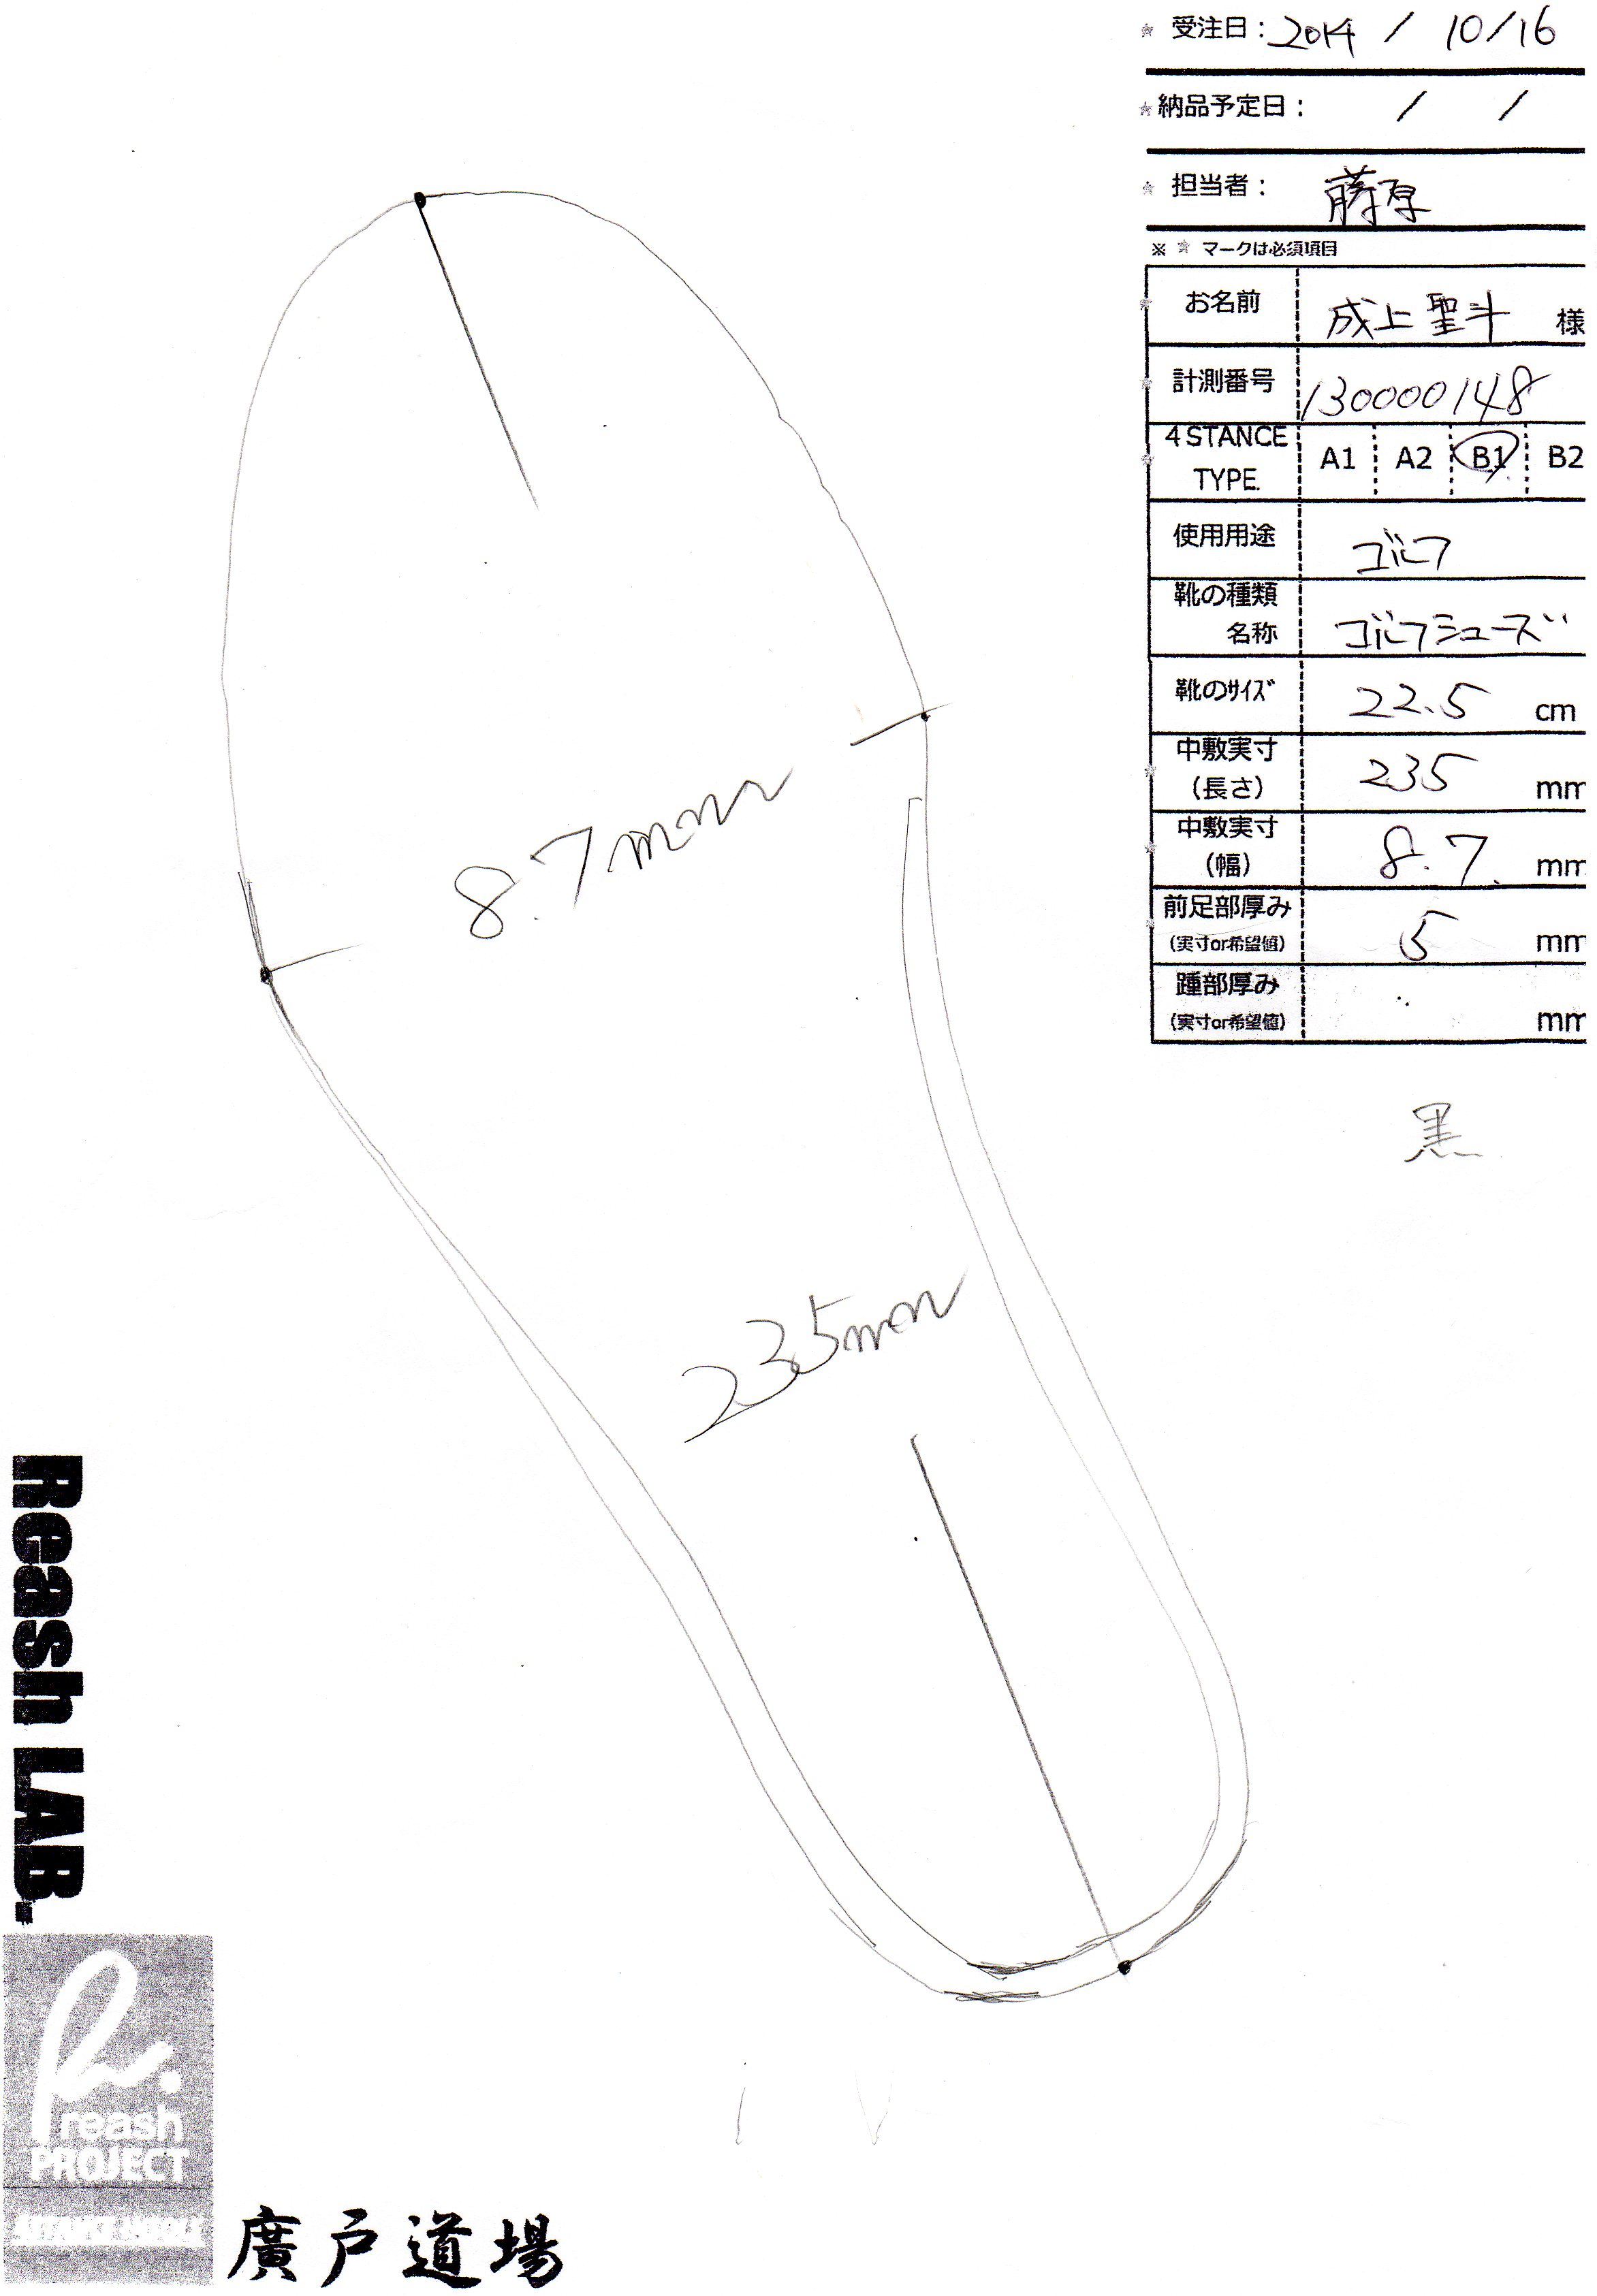 ★ 受注日：2014 / 10/16
★ 納品予定日： / /
★ 担当者： 藤原
※ ★ マークは必須項目
★ お名前 成上聖斗 様
★ 計測番号 130000148
★ 4STANCE TYPE. A1 A2 B1 B2
使用用途 ゴルフ
靴の種類
名称 ゴルフシューズ
靴のサイズ 22.5 cm
★ 中敷実寸
(長さ) 235 mm
★ 中敷実寸
(幅) 8.7. mm
★ 前足部厚み
(実寸or希望値) 5 mm
踵部厚み
(実寸or希望値) mm
黒
8.7mm
235mm
Reash LAB.
reash
PROJECT
廣戸道場